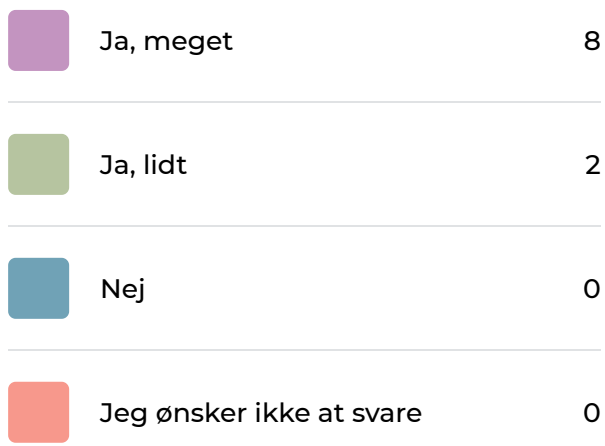 Ja, meget 8
Ja, lidt 2
Nej 0
Jeg ønsker ikke at svare 0